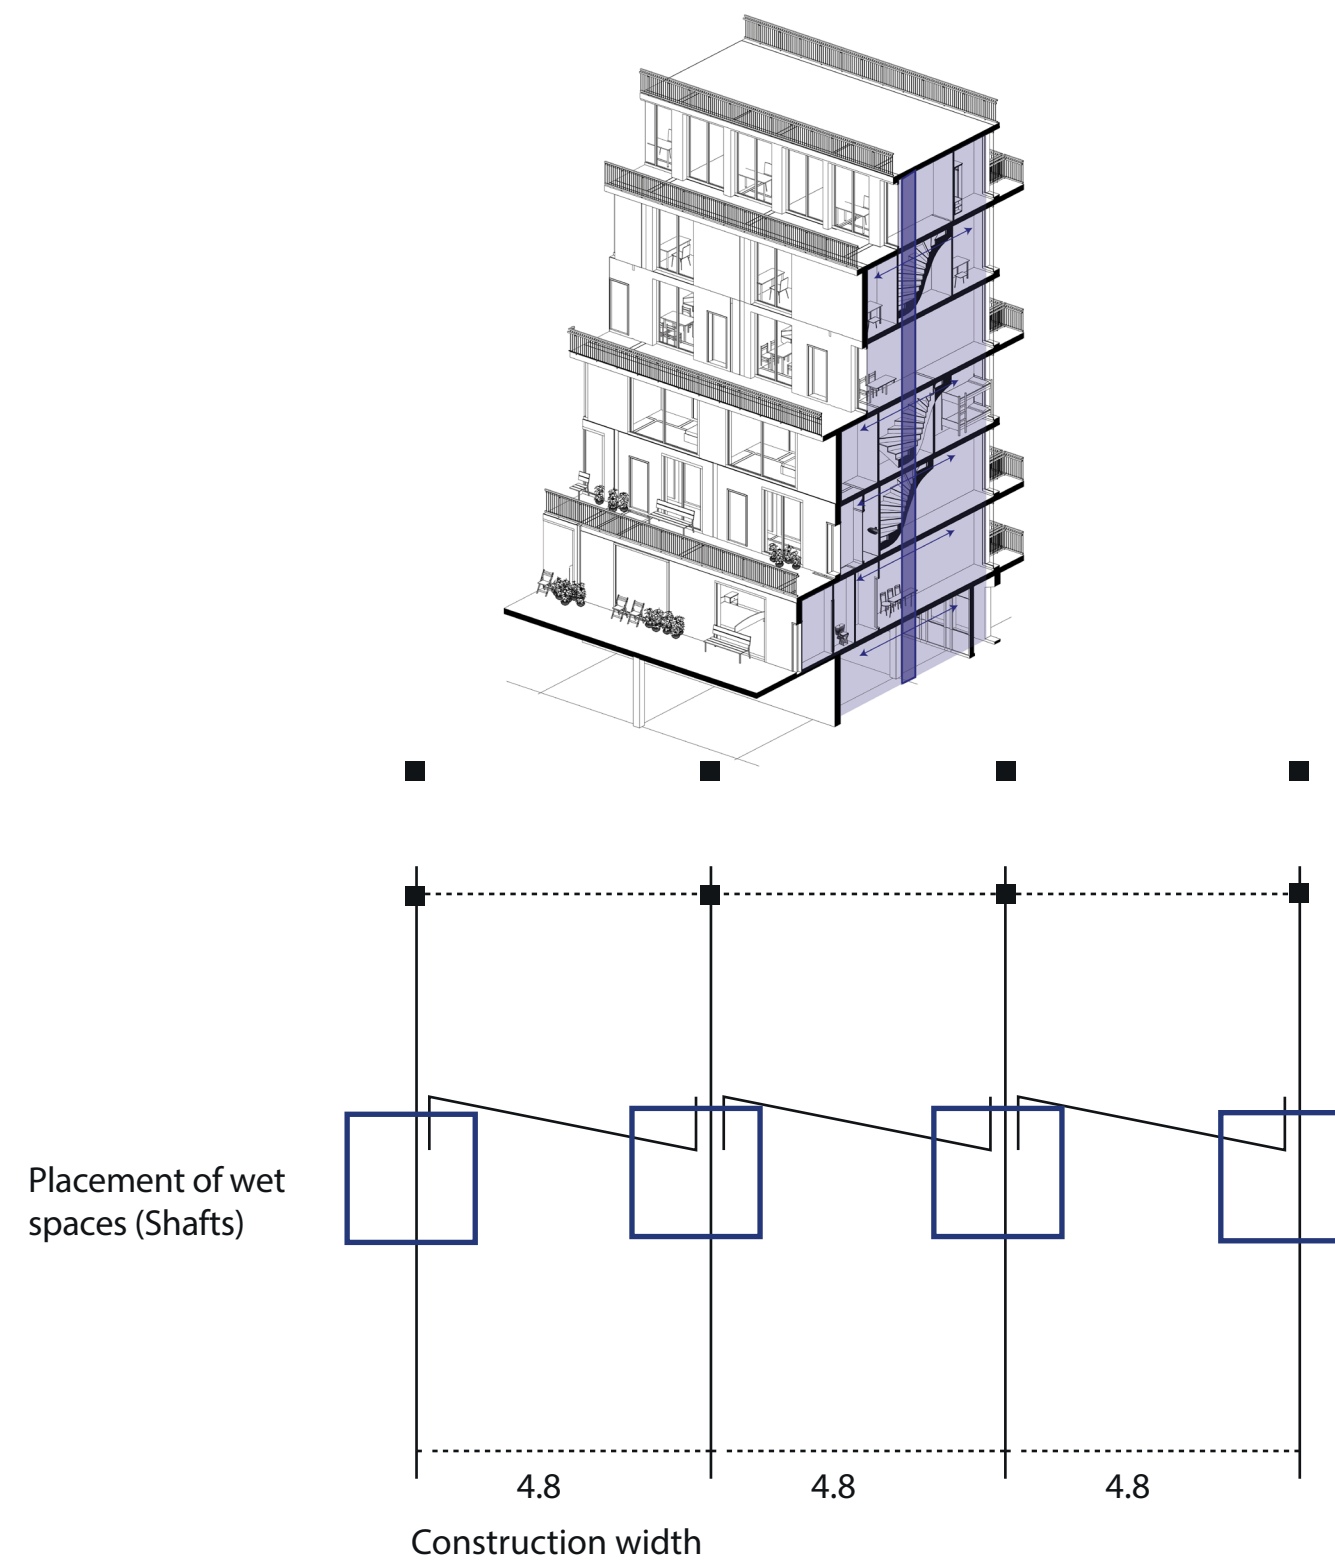 Placement of wet
spaces (Shafts)
4.8
4.8
4.8
Construction width